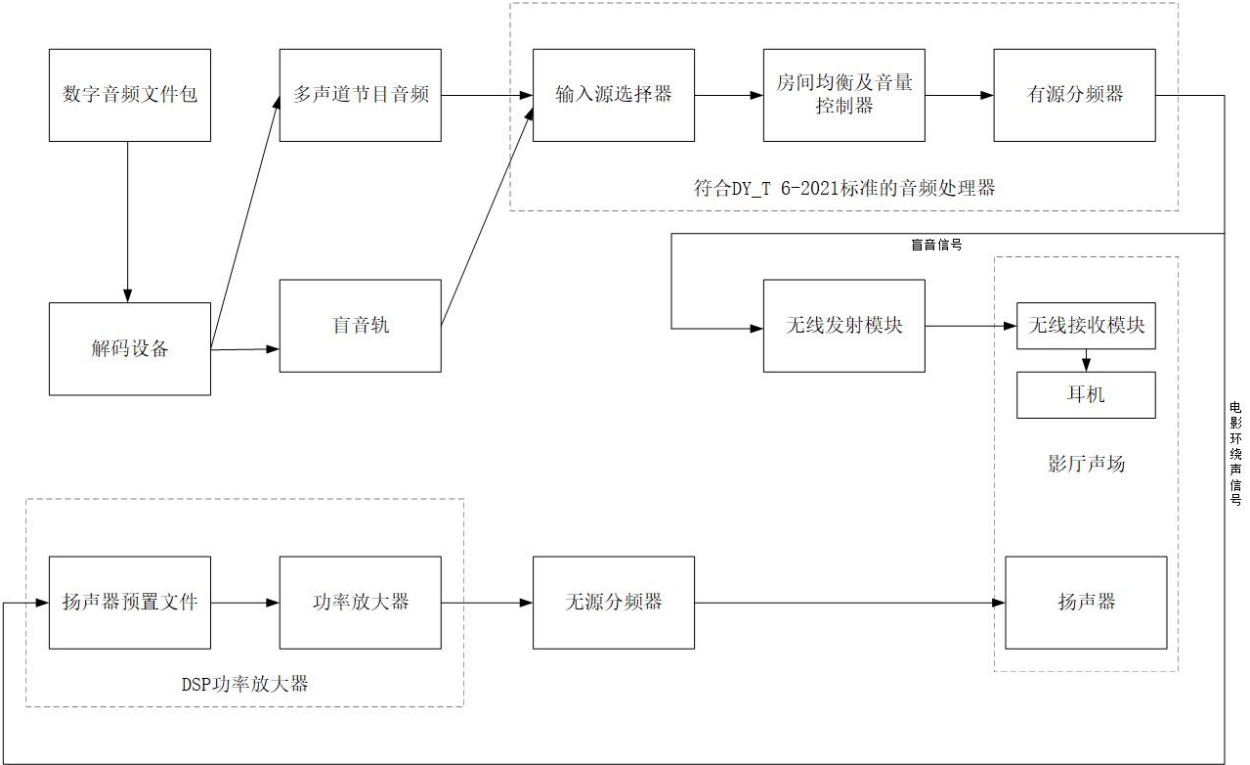 数字音频文件包
多声道节目音频
输入源选择器
房间均衡及音量
控制器
有源分频器
符合DY_T 6-2021标准的音频处理器
盲音信号
解码设备
盲音轨
无线发射模块
无线接收模块
耳机
影厅声场
电影环绕声信号
扬声器预置文件
功率放大器
无源分频器
扬声器
DSP功率放大器